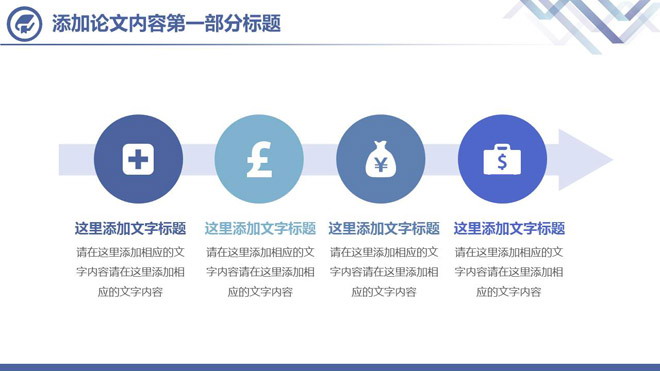 添加论文内容第一部分标题
£
¥
$
这里添加文字标题
请在这里添加相应的文
字内容请在这里添加相
应的文字内容
这里添加文字标题
请在这里添加相应的文
字内容请在这里添加相
应的文字内容
这里添加文字标题
请在这里添加相应的文
字内容请在这里添加相
应的文字内容
这里添加文字标题
请在这里添加相应的文
字内容请在这里添加相
应的文字内容